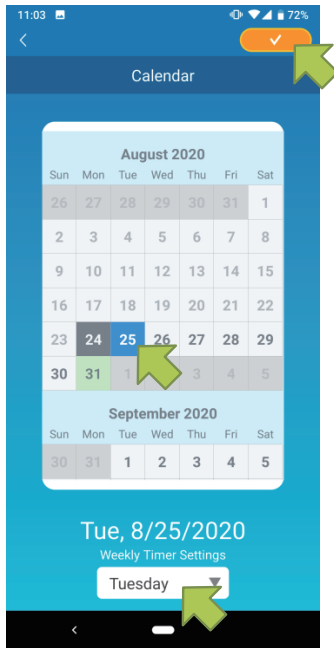 11:03 72%
Calendar
August 2020
Sun Mon Tue Wed Thu Fri Sat
26 27 28 29 30 31 1
2 3 4 5 6 7 8
9 10 11 12 13 14 15
16 17 18 19 20 21 22
23 24 25 26 27 28 29
30 31 1 3 4 5
September 2020
Sun Mon Tue Wed Thu Fri Sat
30 31 1 2 3 4 5
Tue, 8/25/2020
Weekly Timer Settings
Tuesday